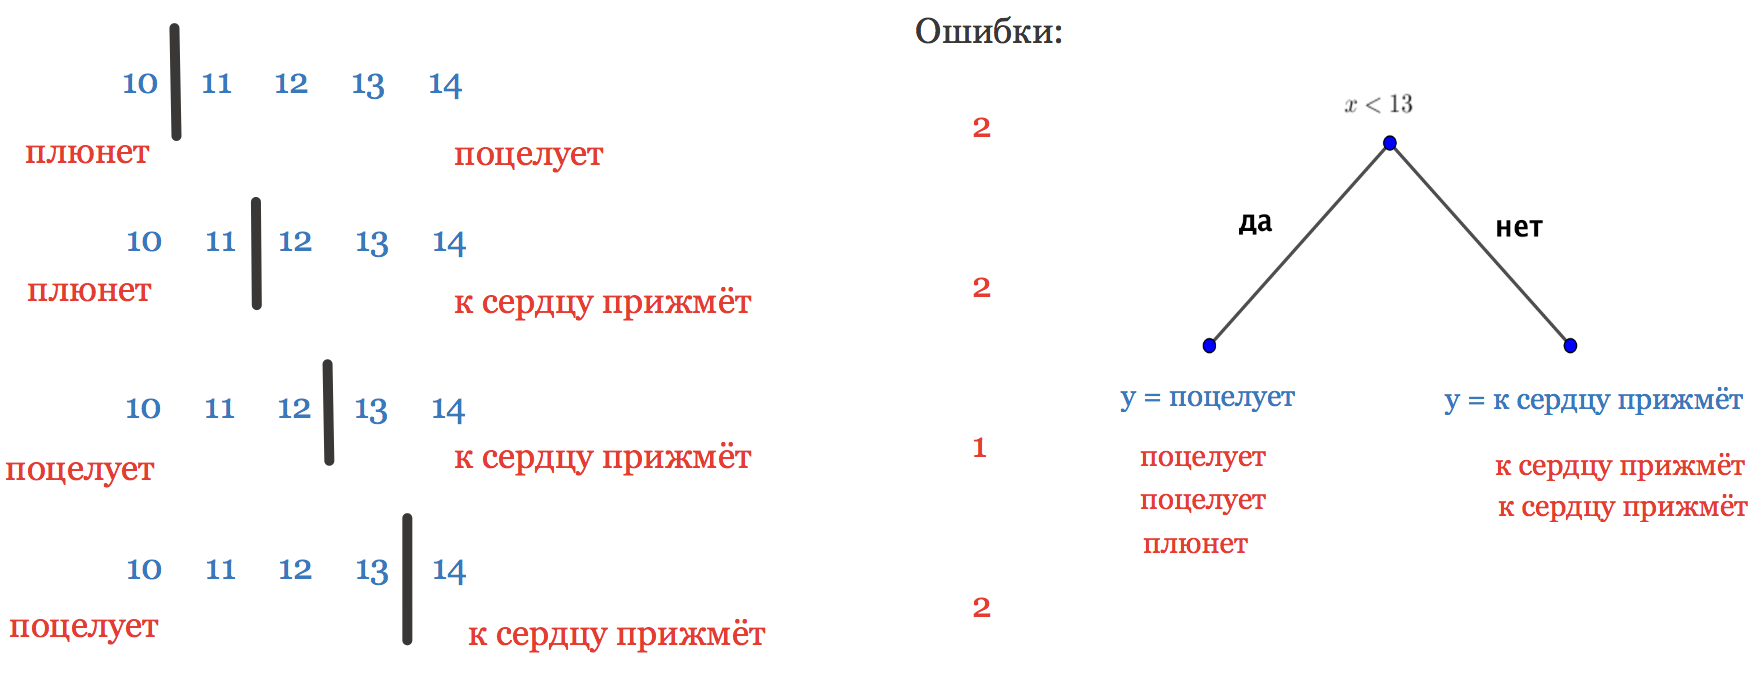 Ошибки:
10 11 12 13 14
плюнет поцелует
2
10 11 12 13 14
плюнет к сердцу прижмёт
2
10 11 12 13 14
поцелует к сердцу прижмёт
1
10 11 12 13 14
поцелует к сердцу прижмёт
2
x < 13
да нет
y = поцелует
поцелует
поцелует
плюнет
y = к сердцу прижмёт
к сердцу прижмёт
к сердцу прижмёт